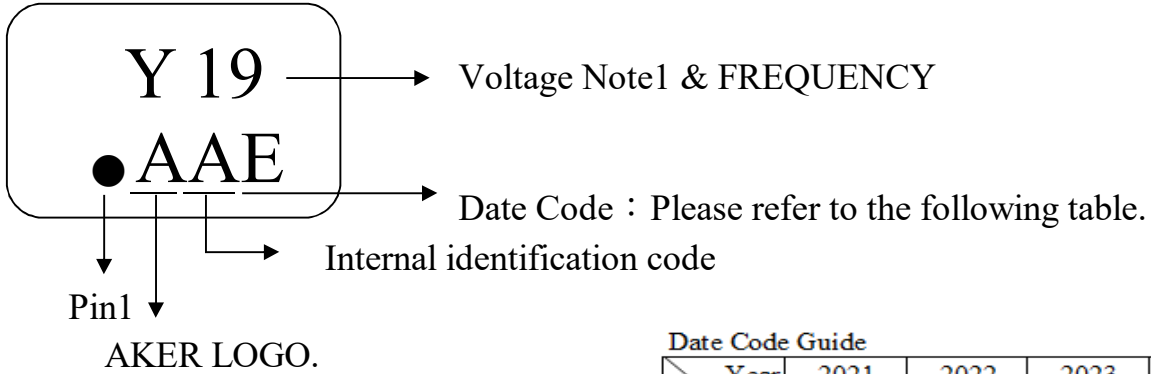 Y 19
Voltage Note1 & FREQUENCY
AAE
Date Code：Please refer to the following table.
Internal identification code
Pin1
AKER LOGO.
Date Code Guide
Year 2021 2022 2023